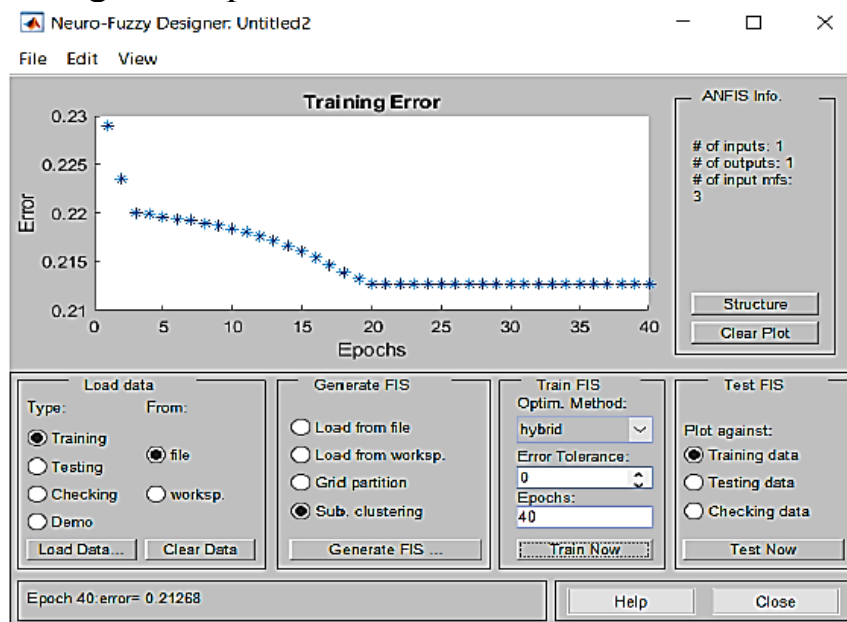 Neuro-Fuzzy Designer: Untitled2
File Edit View
Training Error
0.23
0.225
0.22
0.215
0.21
Error
0 5 10 15 20 25 30 35 40
Epochs
ANFIS Info.
# of inputs: 1
# of outputs: 1
# of input mfs:
3
Structure
Clear Plot
Load data
Type: From:
Training
Testing
Checking
Demo
file
worksp.
Load Data... Clear Data
Generate FIS
Load from file
Load from worksp.
Grid partition
Sub. clustering
Generate FIS ...
Train FIS
Optim. Method:
hybrid
Error Tolerance:
0
Epochs:
40
Train Now
Test FIS
Plot against:
Training data
Testing data
Checking data
Test Now
Epoch 40:error= 0.21268
Help Close